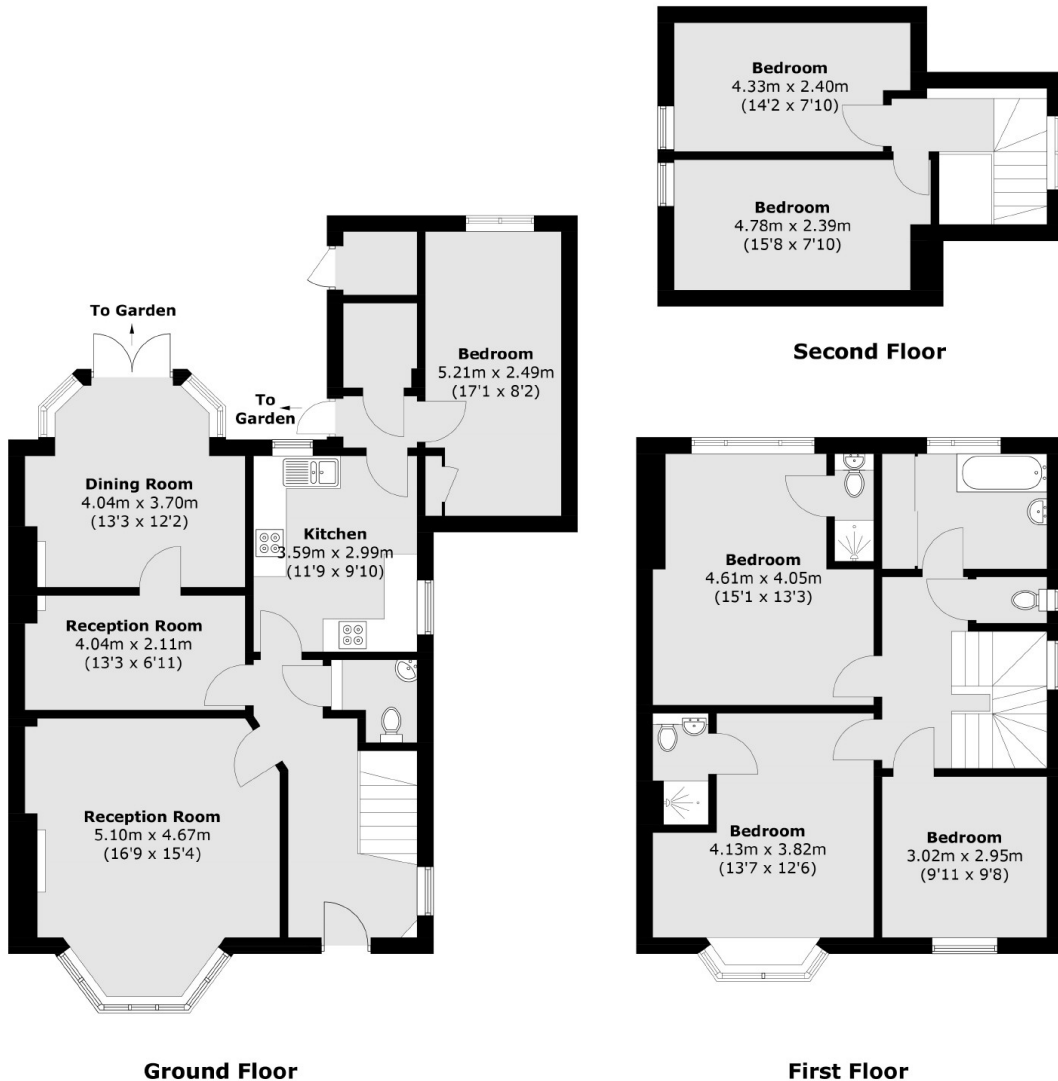 Bedroom
4.33m x 2.40m
(14'2 x 7'10)
Bedroom
4.78m x 2.39m
(15'8 x 7'10)
Second Floor
To Garden
To
Garden
Bedroom
5.21m x 2.49m
(17'1 x 8'2)
Dining Room
4.04m x 3.70m
(13'3 x 12'2)
Kitchen
3.59m x 2.99m
(11'9 x 9'10)
Reception Room
4.04m x 2.11m
(13'3 x 6'11)
Reception Room
5.10m x 4.67m
(16'9 x 15'4)
Ground Floor
Bedroom
4.61m x 4.05m
(15'1 x 13'3)
Bedroom
4.13m x 3.82m
(13'7 x 12'6)
Bedroom
3.02m x 2.95m
(9'11 x 9'8)
First Floor